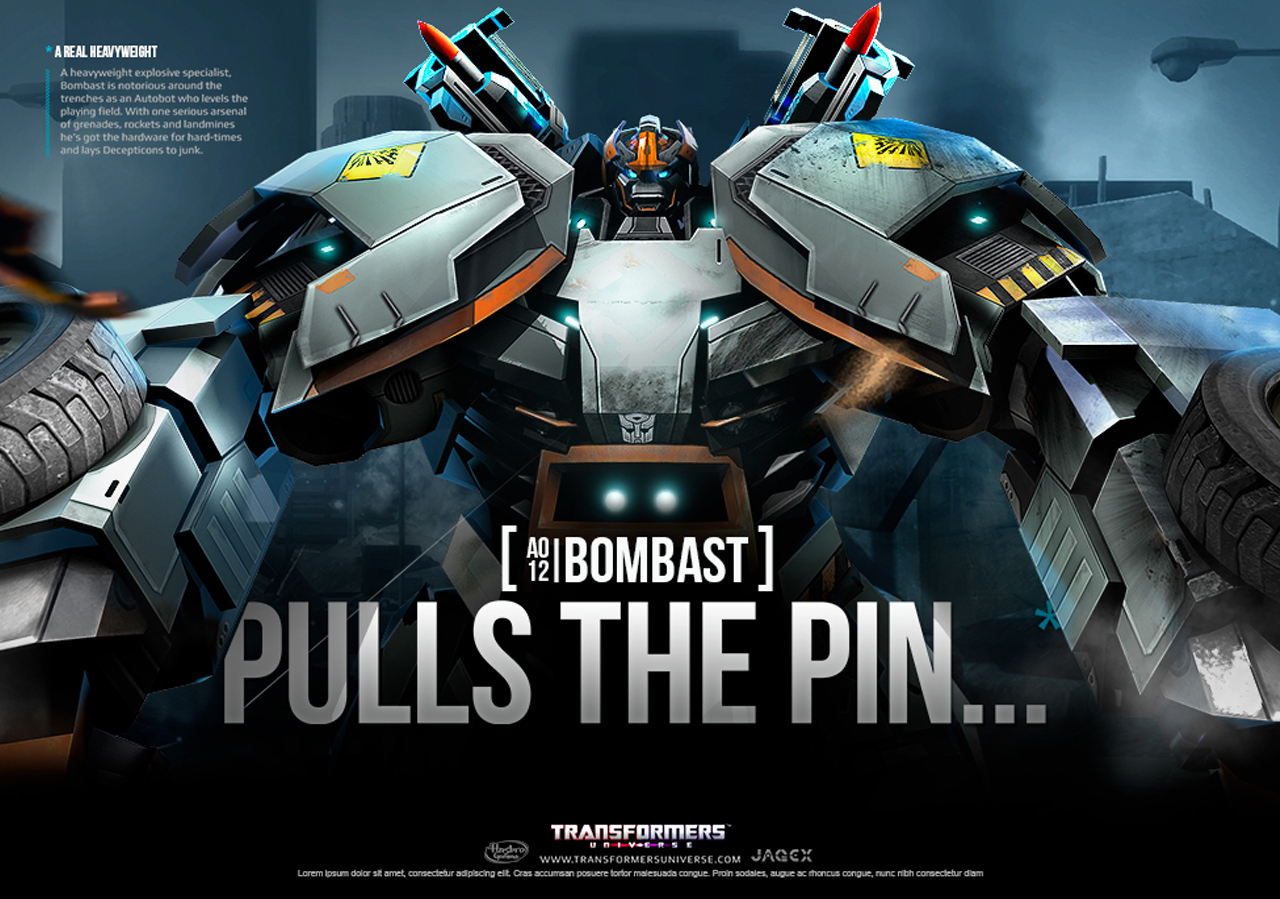 * A REAL HEAVYWEIGHT
A heavyweight explosive specialist,
Bombast is notorious around the
trenches as an Autobot who levels the
playing field. With one serious arsenal
of grenades, rockets and landmines
he's got the hardware for hard-times
and lays Decepticons to junk.
[ AO 12 | BOMBAST ]
PULLS THE PIN...*
TRANSFORMERS™
UNIVERSE
Hasbro Gaming
WWW.TRANSFORMERSUNIVERSE.COM
JAGEX
Lorem ipsum dolor sit amet, consectetur adipiscing elit. Cras accumsan posuere tortor malesuada congue. Proin sodales, augue ac rhoncus congue, nunc nibh consectetur diam